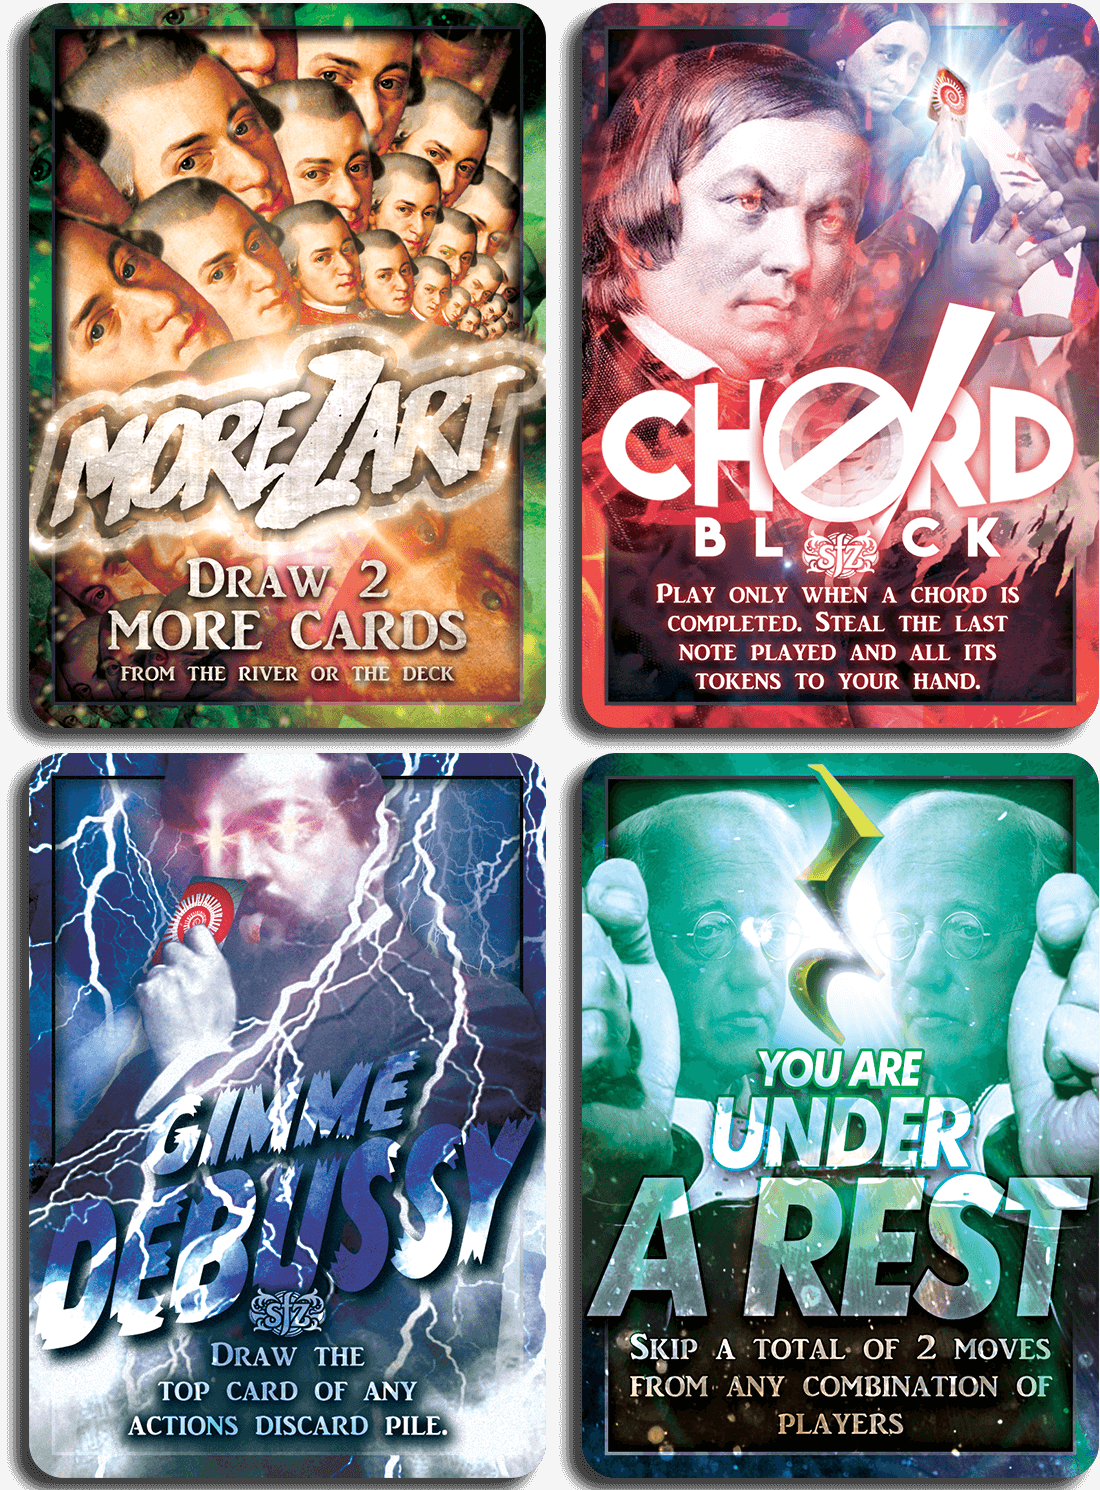 MOREZART
DRAW 2
MORE CARDS
FROM THE RIVER OR THE DECK
CHORD
BLOCK
sfz
PLAY ONLY WHEN A CHORD IS
COMPLETED. STEAL THE LAST
NOTE PLAYED AND ALL ITS
TOKENS TO YOUR HAND.
GIMME
DEBUSSY
sfz
DRAW THE
TOP CARD OF ANY
ACTIONS DISCARD PILE.
YOU ARE
UNDER
A REST
SKIP A TOTAL OF 2 MOVES
FROM ANY COMBINATION OF
PLAYERS